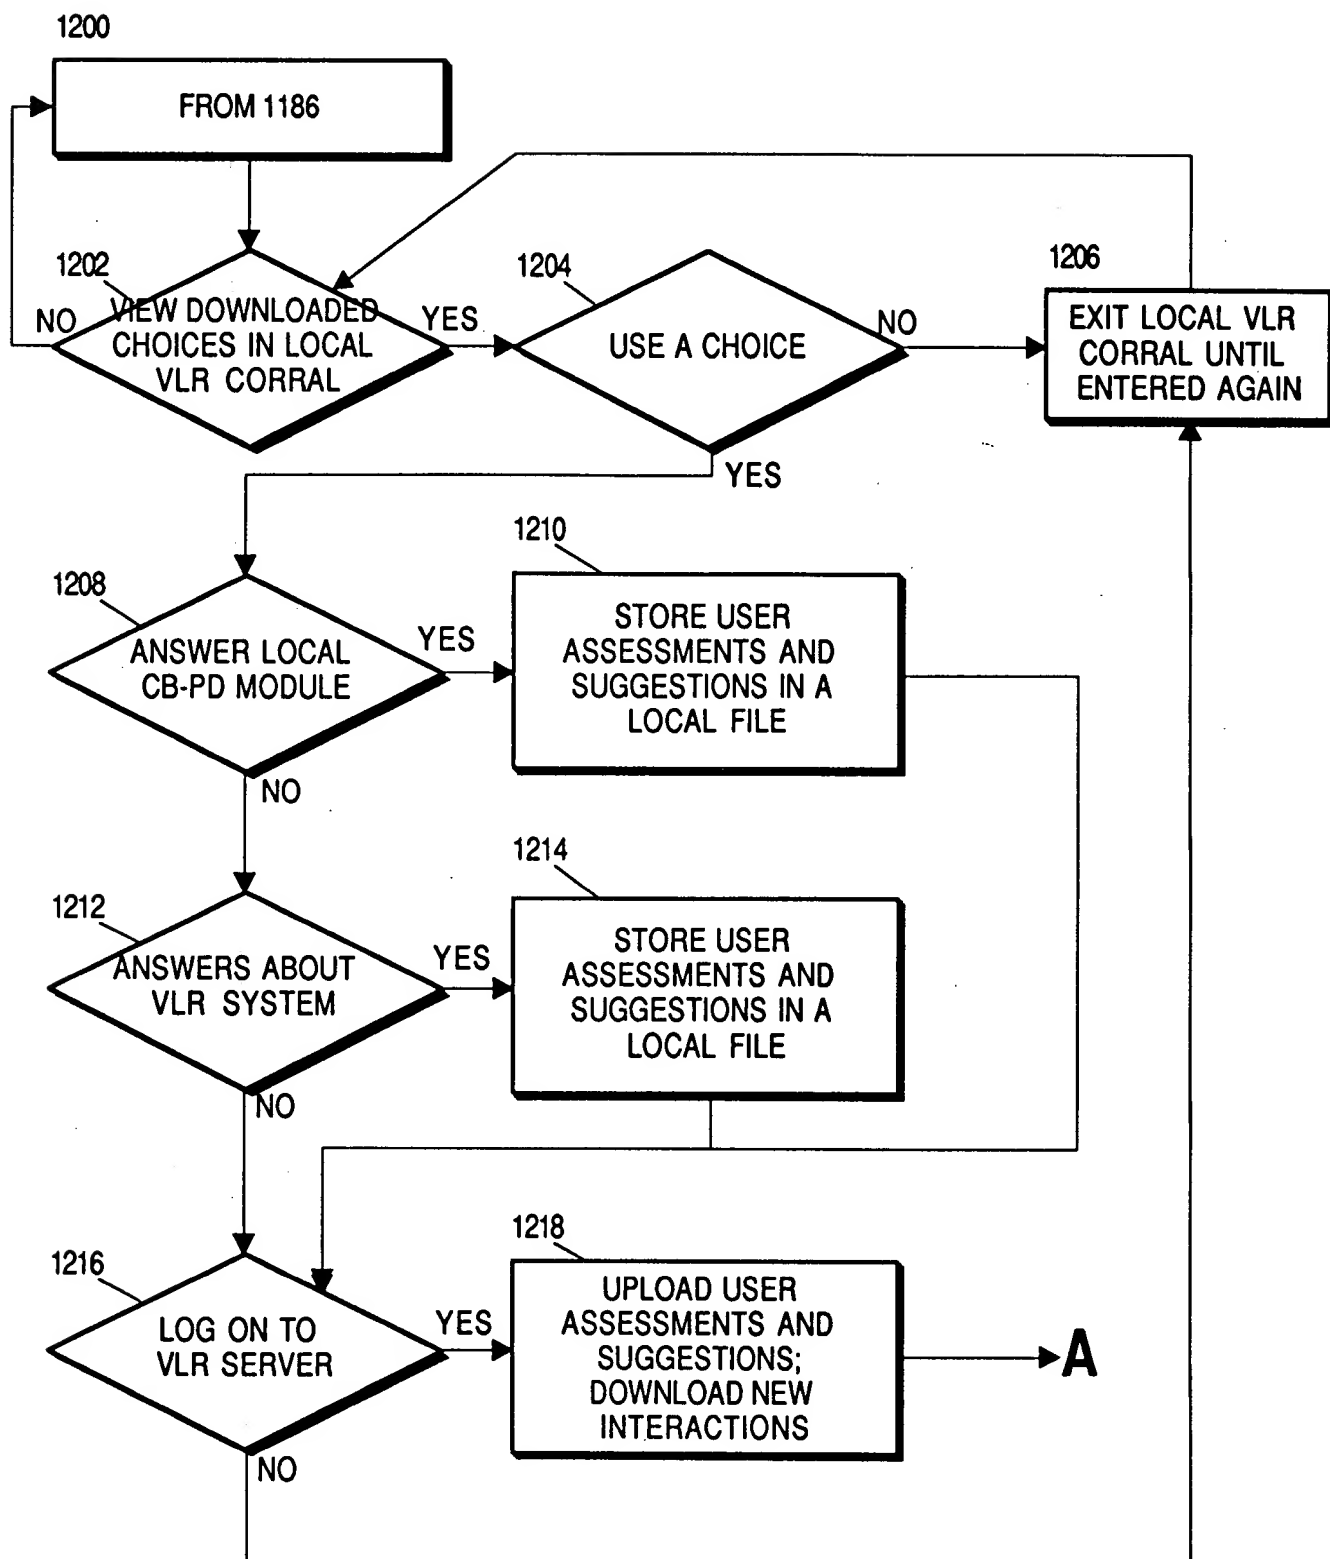 1200
FROM 1186
1202
VIEW DOWNLOADED
CHOICES IN LOCAL
VLR CORRAL
NO
YES
1204
USE A CHOICE
NO
YES
1206
EXIT LOCAL VLR
CORRAL UNTIL
ENTERED AGAIN
1208
ANSWER LOCAL
CB-PD MODULE
YES
NO
1210
STORE USER
ASSESSMENTS AND
SUGGESTIONS IN A
LOCAL FILE
1212
ANSWERS ABOUT
VLR SYSTEM
YES
NO
1214
STORE USER
ASSESSMENTS AND
SUGGESTIONS IN A
LOCAL FILE
1216
LOG ON TO
VLR SERVER
YES
NO
1218
UPLOAD USER
ASSESSMENTS AND
SUGGESTIONS;
DOWNLOAD NEW
INTERACTIONS
A